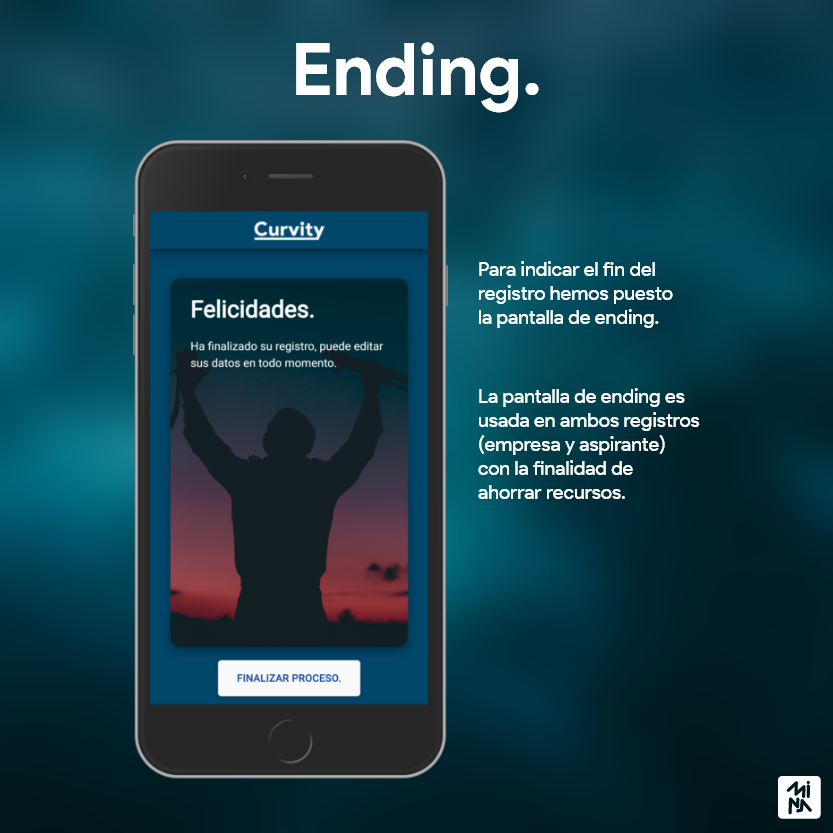 Ending.
Curvity
Felicidades.
Ha finalizado su registro, puede editar
sus datos en todo momento.
FINALIZAR PROCESO.
Para indicar el fin del
registro hemos puesto
la pantalla de ending.
La pantalla de ending es
usada en ambos registros
(empresa y aspirante)
con la finalidad de
ahorrar recursos.
MiNA